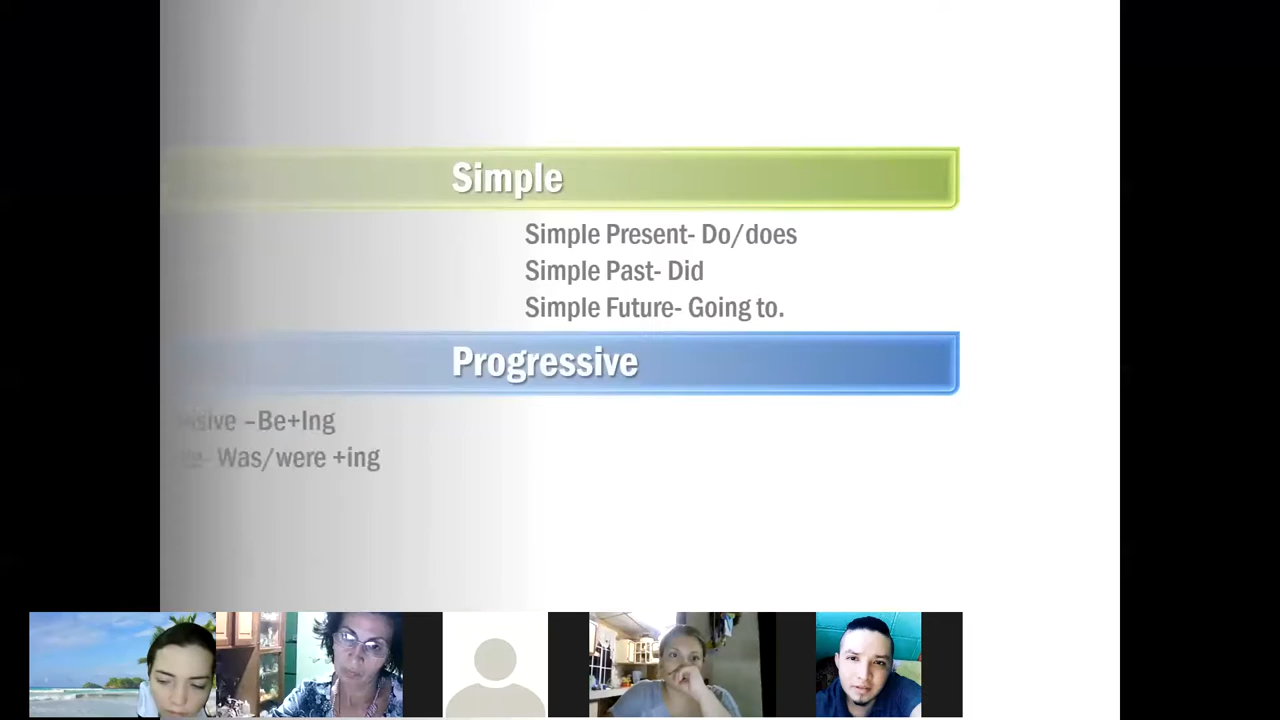 Simple
Simple Present- Do/does
Simple Past- Did
Simple Future- Going to.
Progressive
–Be+Ing
Was/were +ing